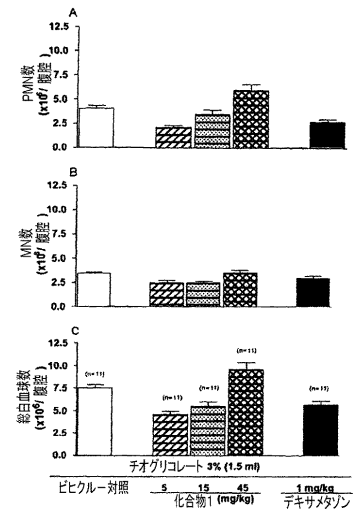 A
PMN数
(x10⁶/ 腹腔 )
12.5
10.0
7.5
5.0
2.5
0.0
B
MN数
(x10⁶/ 腹腔 )
12.5
10.0
7.5
5.0
2.5
0.0
C
総白血球数
(x10⁶/ 腹腔 )
12.5
10.0
7.5
5.0
2.5
0.0
(n=11)
(n=11)
(n=11)
(n=11)
(n=11)
チオグリコレート 3% (1.5 ml)
ビヒクルー対照
5 15 45
化合物1 (mg/kg)
1 mg/kg
デキサメタゾン